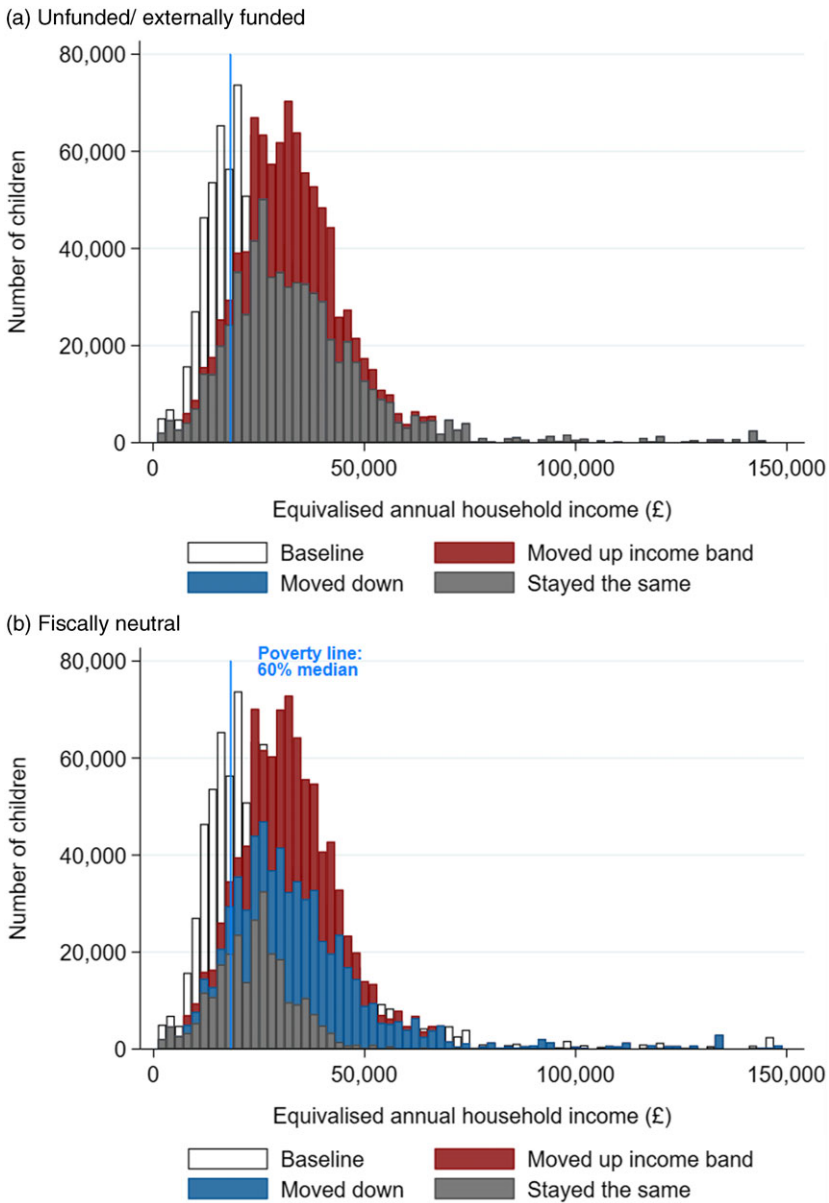 (a) Unfunded/ externally funded
80,000
60,000
40,000
20,000
0
Number of children
0 50,000 100,000 150,000
Equivalised annual household income (£)
Baseline Moved up income band
Moved down Stayed the same
(b) Fiscally neutral
Poverty line:
60% median
80,000
60,000
40,000
20,000
0
Number of children
0 50,000 100,000 150,000
Equivalised annual household income (£)
Baseline Moved up income band
Moved down Stayed the same